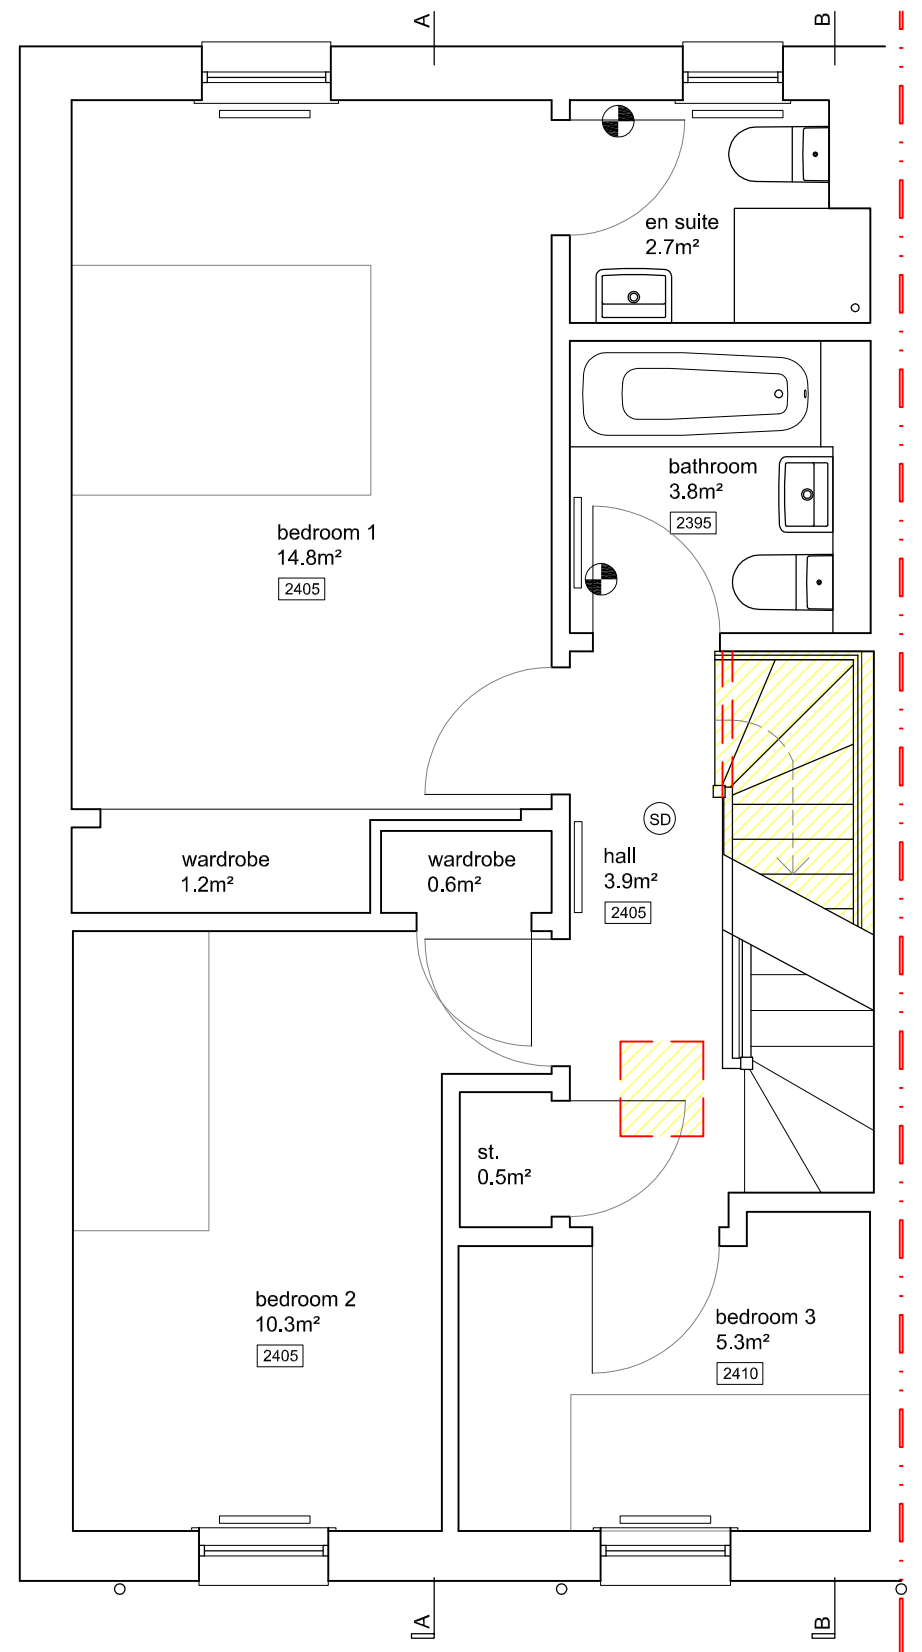 A
B
en suite
2.7m²
bathroom
3.8m²
2395
bedroom 1
14.8m²
2405
SD
wardrobe
1.2m²
wardrobe
0.6m²
hall
3.9m²
2405
st.
0.5m²
bedroom 2
10.3m²
2405
bedroom 3
5.3m²
2410
A
B